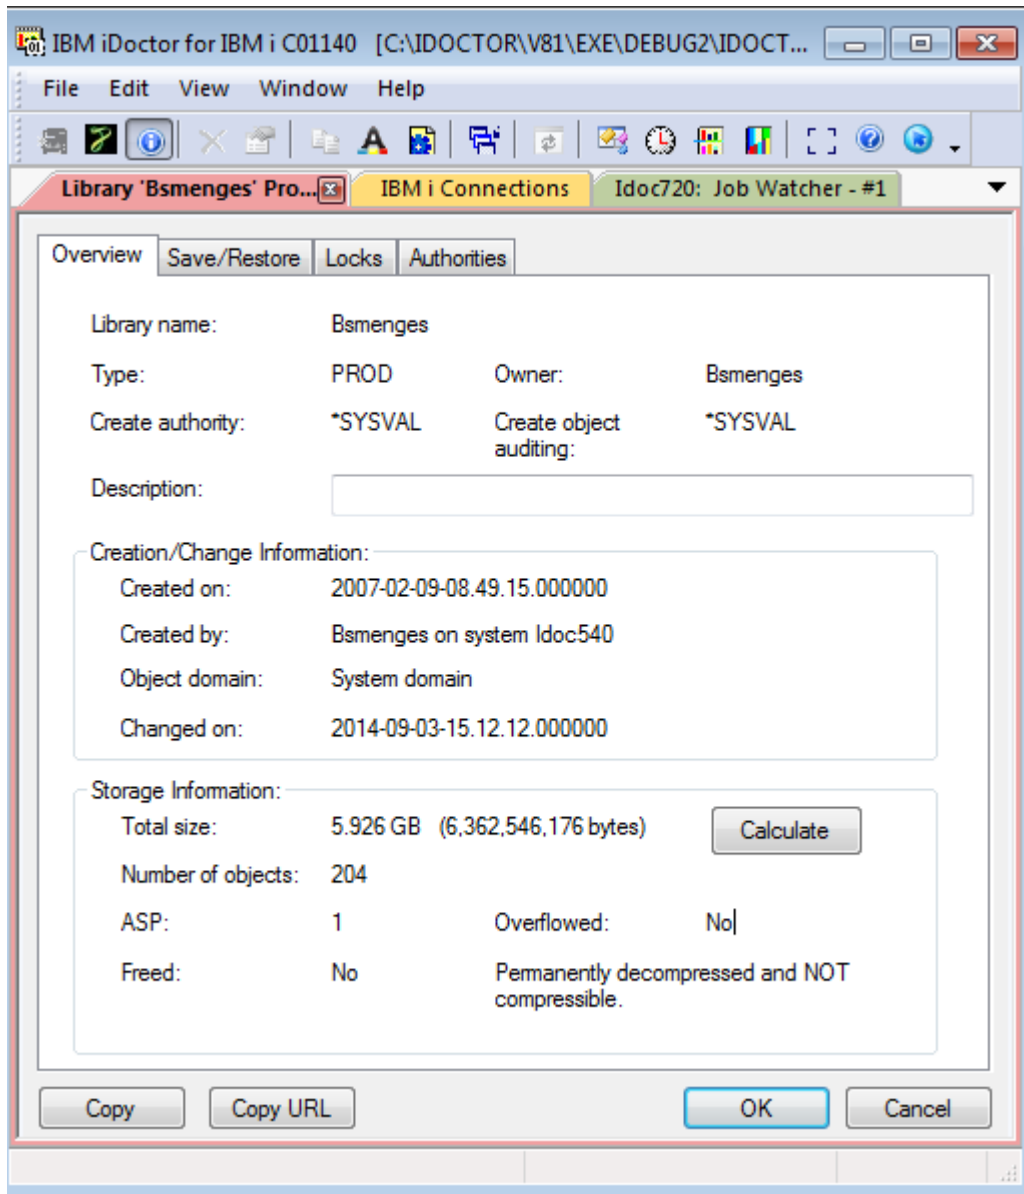 IBM iDoctor for IBM i C01140 [C:\IDOCTOR\V81\EXE\DEBUG2\IDOCT...
File Edit View Window Help
Library 'Bsmenges' Pro... IBM i Connections Idoc720: Job Watcher - #1
Overview Save/Restore Locks Authorities
Library name: Bsmenges
Type: PROD Owner: Bsmenges
Create authority: *SYSVAL Create object auditing: *SYSVAL
Description:
Creation/Change Information:
Created on: 2007-02-09-08.49.15.000000
Created by: Bsmenges on system Idoc540
Object domain: System domain
Changed on: 2014-09-03-15.12.12.000000
Storage Information:
Total size: 5.926 GB (6,362,546,176 bytes) Calculate
Number of objects: 204
ASP: 1 Overflowed: No
Freed: No Permanently decompressed and NOT
compressible.
Copy Copy URL OK Cancel